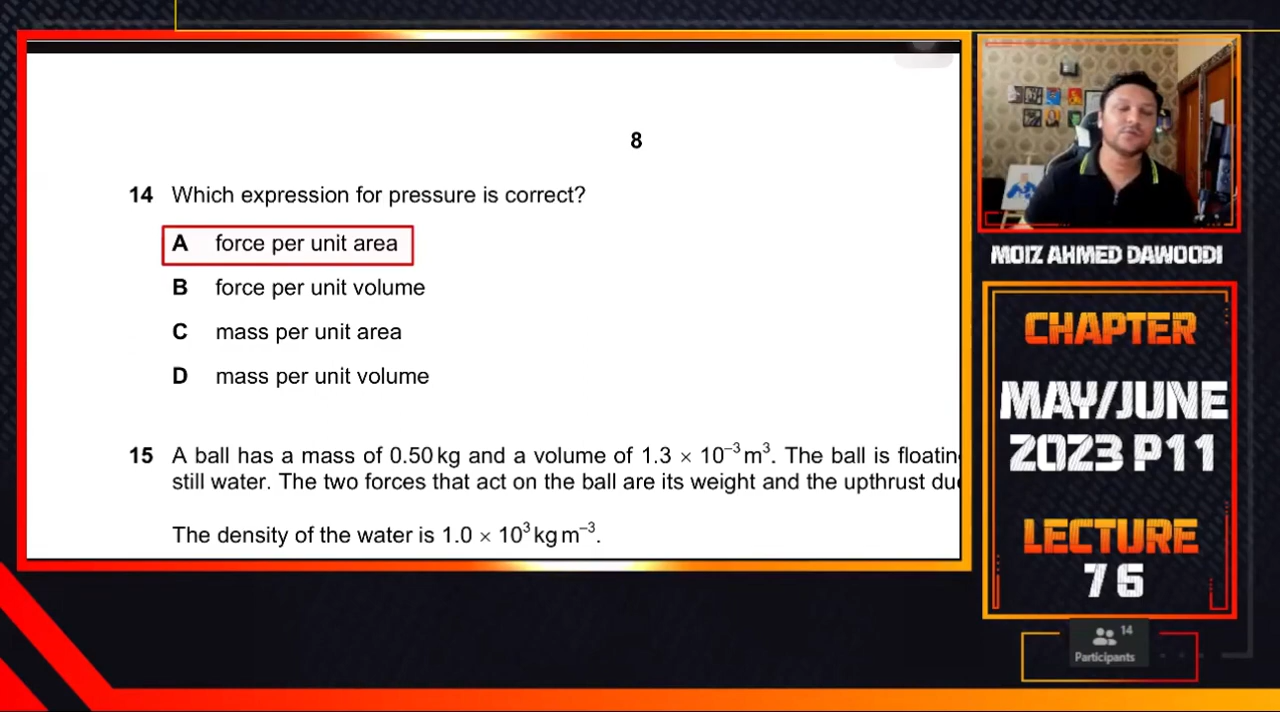 8
14 Which expression for pressure is correct?
A force per unit area
B force per unit volume
C mass per unit area
D mass per unit volume
15 A ball has a mass of 0.50 kg and a volume of 1.3 × 10⁻³ m³. The ball is floatin
still water. The two forces that act on the ball are its weight and the upthrust du
The density of the water is 1.0 × 10³ kg m⁻³.
MOIZ AHMED DAWOODI
CHAPTER
MAY/JUNE
2023 P11
LECTURE
76
14
Participants